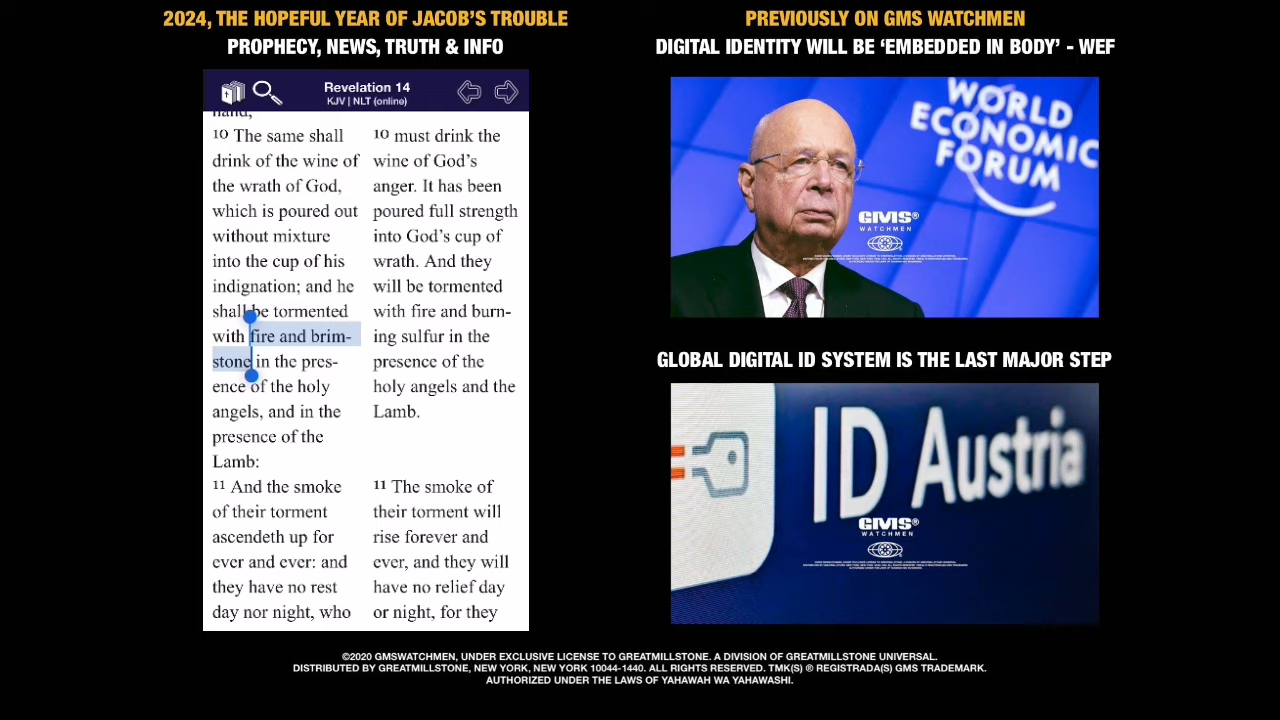 2024, THE HOPEFUL YEAR OF JACOB'S TROUBLE
PROPHECY, NEWS, TRUTH & INFO
Revelation 14
KJV | NLT (online)
hand,
10 The same shall
drink of the wine of
the wrath of God,
which is poured out
without mixture
into the cup of his
indignation; and he
shall be tormented
with fire and brim-
stone in the pres-
ence of the holy
angels, and in the
presence of the
Lamb:
11 And the smoke
of their torment
ascendeth up for
ever and ever: and
they have no rest
day nor night, who
10 must drink the
wine of God's
anger. It has been
poured full strength
into God's cup of
wrath. And they
will be tormented
with fire and burn-
ing sulfur in the
presence of the
holy angels and the
Lamb.
11 The smoke of
their torment will
rise forever and
ever, and they will
have no relief day
or night, for they
PREVIOUSLY ON GMS WATCHMEN
DIGITAL IDENTITY WILL BE ‘EMBEDDED IN BODY’ - WEF
WORLD
ECONOMIC
FORUM
GMS®
WATCHMEN
GLOBAL DIGITAL ID SYSTEM IS THE LAST MAJOR STEP
ID Austria
GMS®
WATCHMEN
©2020 GMSWATCHMEN, UNDER EXCLUSIVE LICENSE TO GREATMILLSTONE. A DIVISION OF GREATMILLSTONE UNIVERSAL.
DISTRIBUTED BY GREATMILLSTONE, NEW YORK, NEW YORK 10044-1440. ALL RIGHTS RESERVED. TMK(S) ® REGISTRADA(S) GMS TRADEMARK.
AUTHORIZED UNDER THE LAWS OF YAHAWAH WA YAHAWASHI.